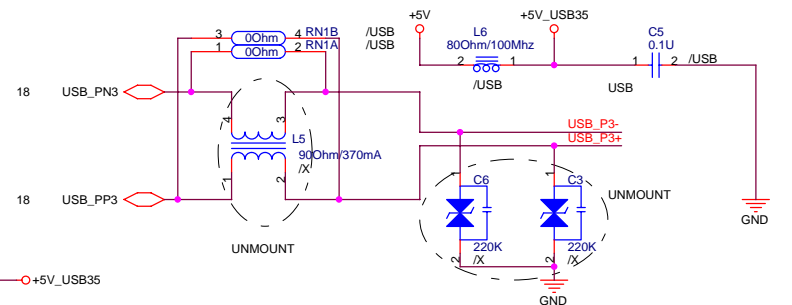 3 0Ohm 4 RN1B
1 0Ohm 2 RN1A
/USB
/USB
+5V
L6
80Ohm/100Mhz
2 1
/USB
+5V_USB35
C5
0.1U
1 2 /USB
USB
18 USB_PN3
4 3
L5
90Ohm/370mA
/X
1 2
18 USB_PP3
UNMOUNT
USB_P3-
USB_P3+
1 C6
220K
/X
2
1 C3
220K
/X
2
UNMOUNT
GND
GND
+5V_USB35